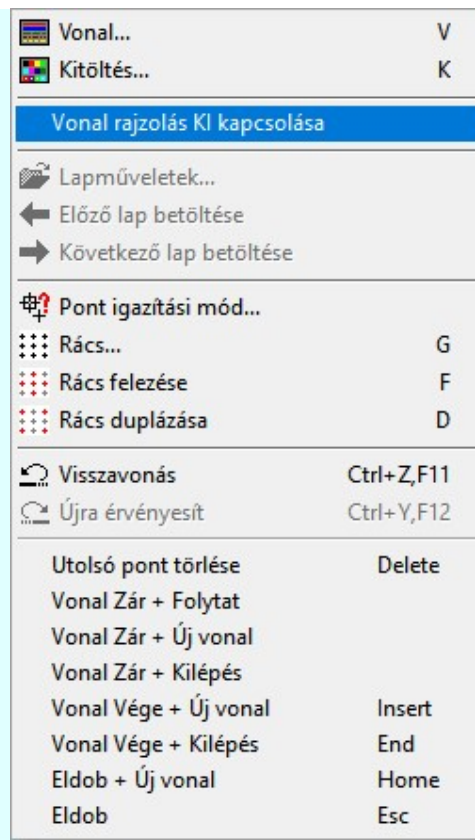 Vonal... V
Kitöltés... K
Vonal rajzolás KI kapcsolása
Lapműveletek...
Előző lap betöltése
Következő lap betöltése
Pont igazítási mód...
Rács... G
Rács felezése F
Rács duplázása D
Visszavonás Ctrl+Z,F11
Újra érvényesít Ctrl+Y,F12
Utolsó pont törlése Delete
Vonal Zár + Folytat
Vonal Zár + Új vonal
Vonal Zár + Kilépés
Vonal Vége + Új vonal Insert
Vonal Vége + Kilépés End
Eldob + Új vonal Home
Eldob Esc